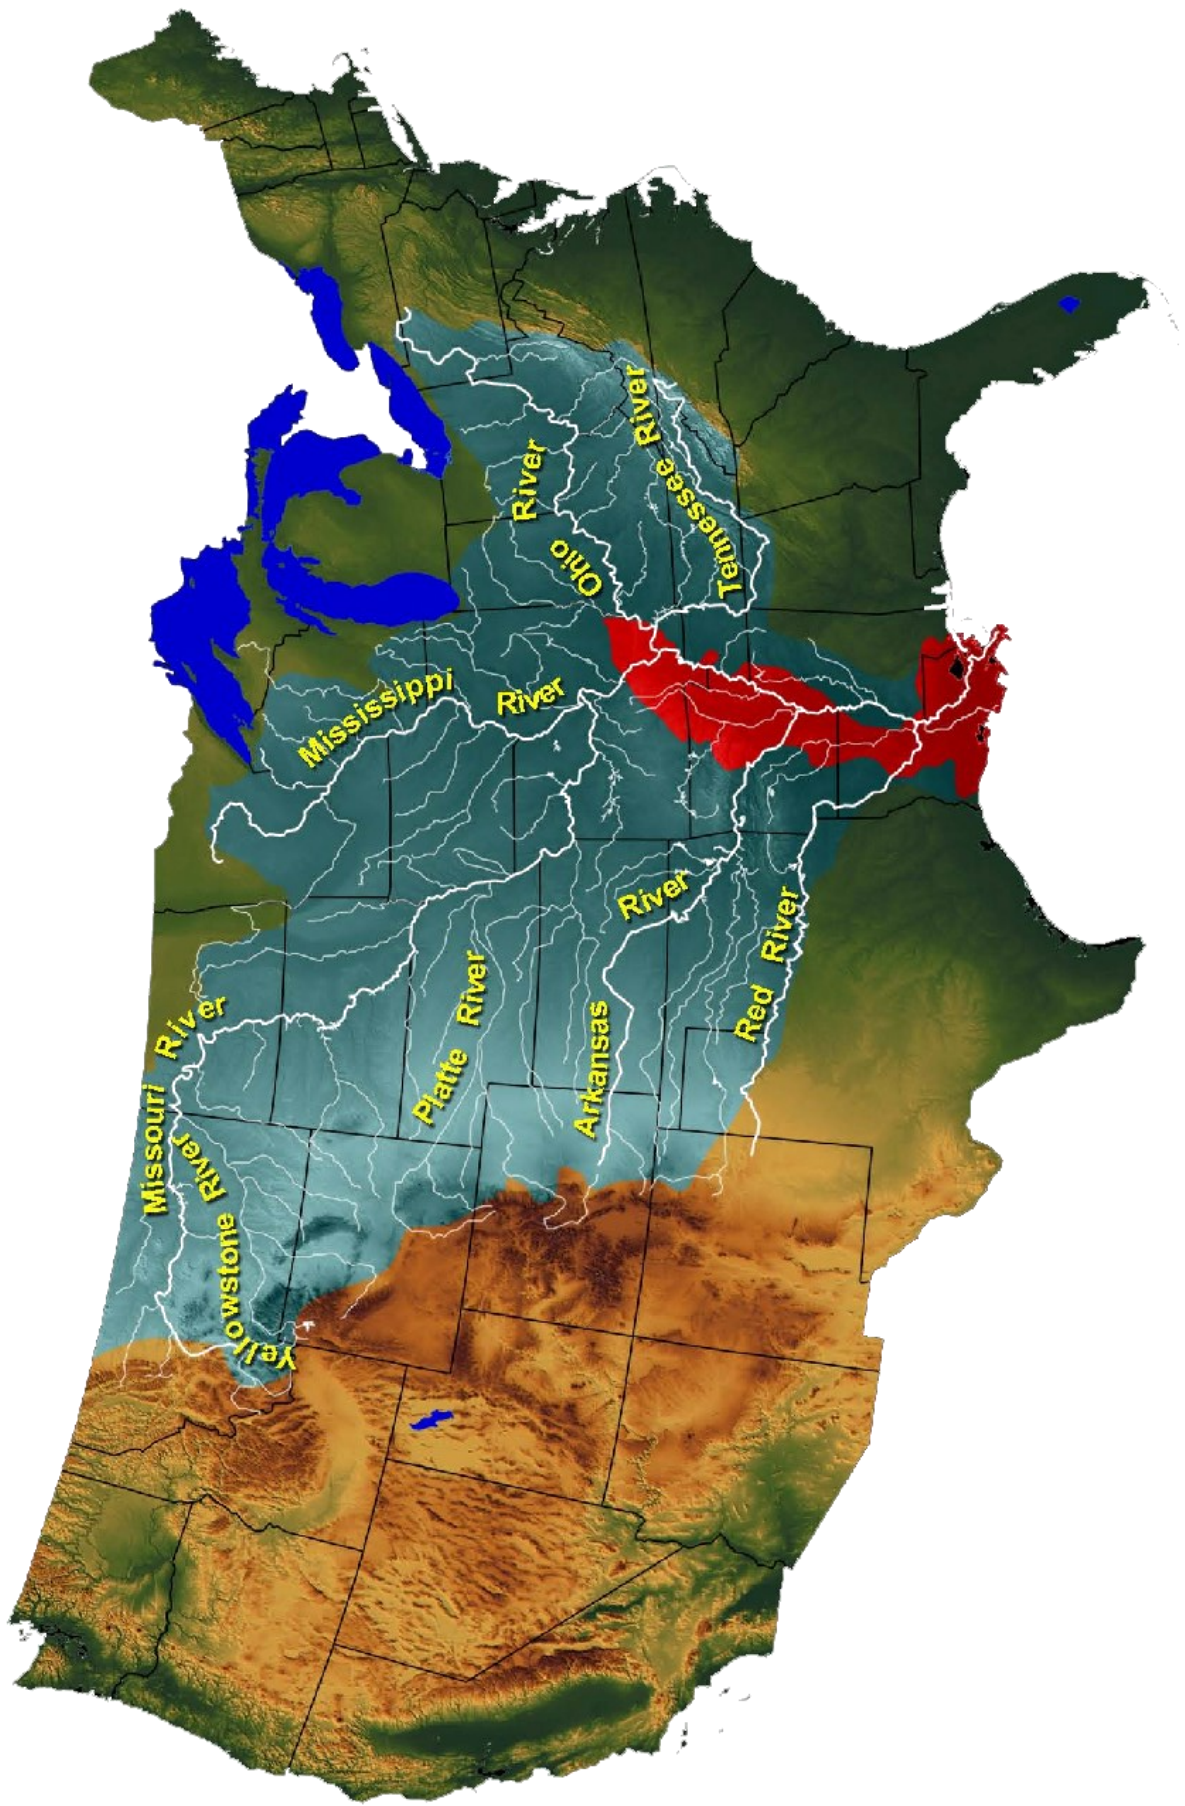 Tennessee River
Ohio River
Mississippi River
Arkansas River
Red River
Platte River
Missouri River
Yellowstone River